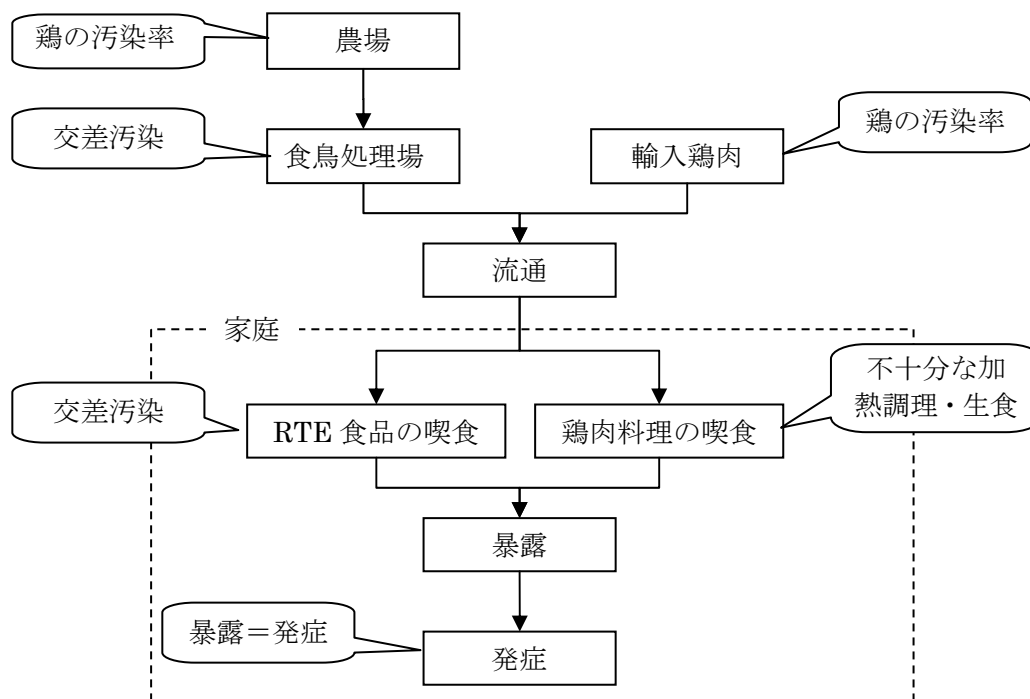 鶏の汚染率
農場
交差汚染
食鳥処理場
輸入鶏肉
鶏の汚染率
流通
家庭
交差汚染
RTE 食品の喫食
鶏肉料理の喫食
不十分な加
熱調理・生食
暴露
暴露＝発症
発症